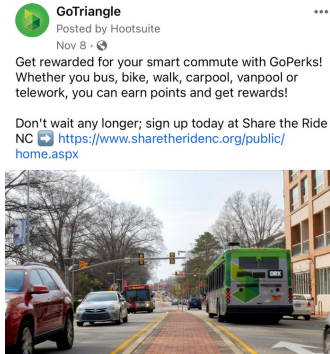 GoTriangle
Posted by Hootsuite
Nov 8 ·
Get rewarded for your smart commute with GoPerks!
Whether you bus, bike, walk, carpool, vanpool or
telework, you can earn points and get rewards!
Don't wait any longer; sign up today at Share the Ride
NC ➡️ https://www.sharetheridenc.org/public/
home.aspx
DRX